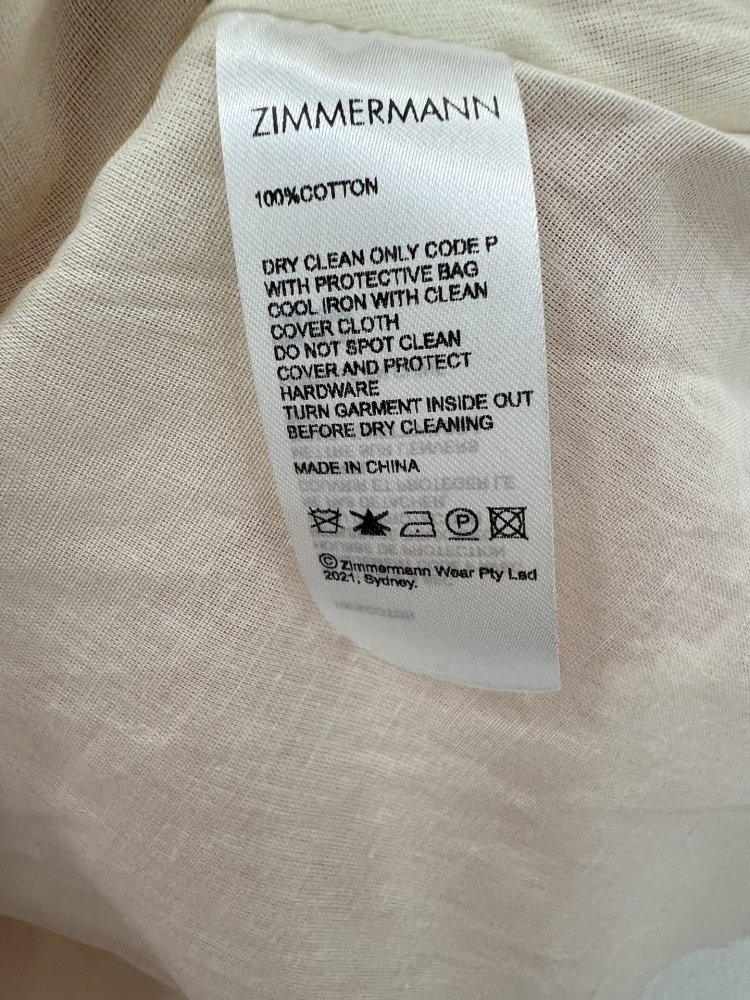 ZIMMERMANN
100%COTTON
DRY CLEAN ONLY CODE P
WITH PROTECTIVE BAG
COOL IRON WITH CLEAN
COVER CLOTH
DO NOT SPOT CLEAN
COVER AND PROTECT
HARDWARE
TURN GARMENT INSIDE OUT
BEFORE DRY CLEANING
MADE IN CHINA
P
© Zimmermann Wear Pty Lad
2021, Sydney.